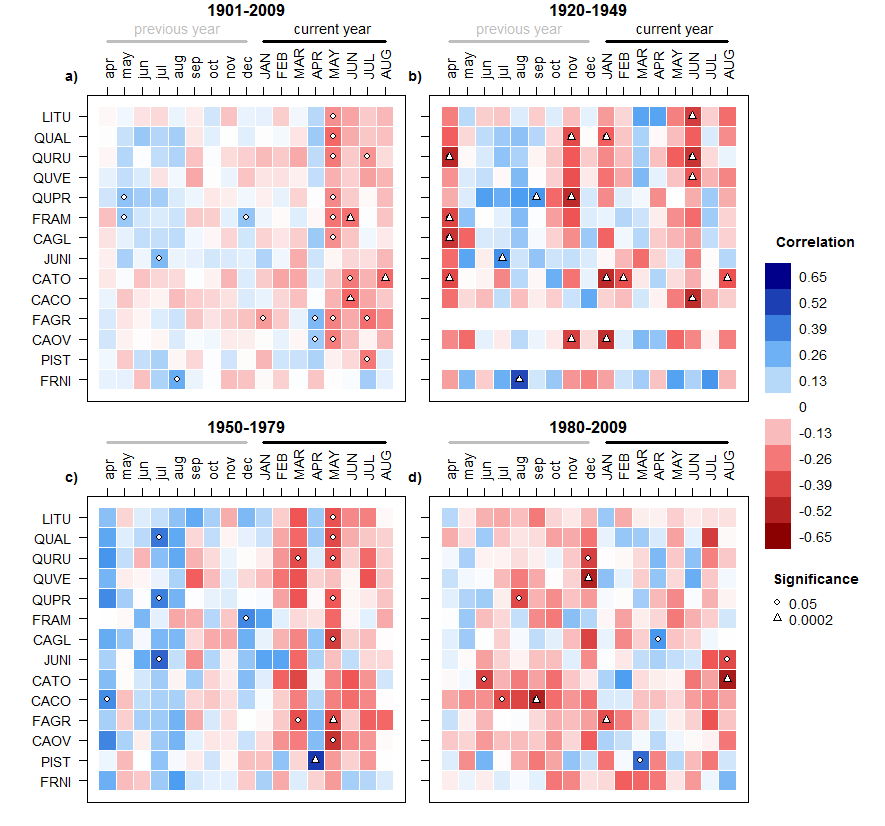 1901-2009
previous year current year
a) apr may jun jul aug sep oct nov dec JAN FEB MAR APR MAY JUN JUL AUG
LITU
QUAL
QURU
QUVE
QUPR
FRAM
CAGL
JUNI
CATO
CACO
FAGR
CAOV
PIST
FRNI
1920-1949
previous year current year
b) apr may jun jul aug sep oct nov dec JAN FEB MAR APR MAY JUN JUL AUG
1950-1979
c) apr may jun jul aug sep oct nov dec JAN FEB MAR APR MAY JUN JUL AUG
LITU
QUAL
QURU
QUVE
QUPR
FRAM
CAGL
JUNI
CATO
CACO
FAGR
CAOV
PIST
FRNI
1980-2009
d) apr may jun jul aug sep oct nov dec JAN FEB MAR APR MAY JUN JUL AUG
Correlation
0.65
0.52
0.39
0.26
0.13
0
-0.13
-0.26
-0.39
-0.52
-0.65
Significance
0.05
0.0002